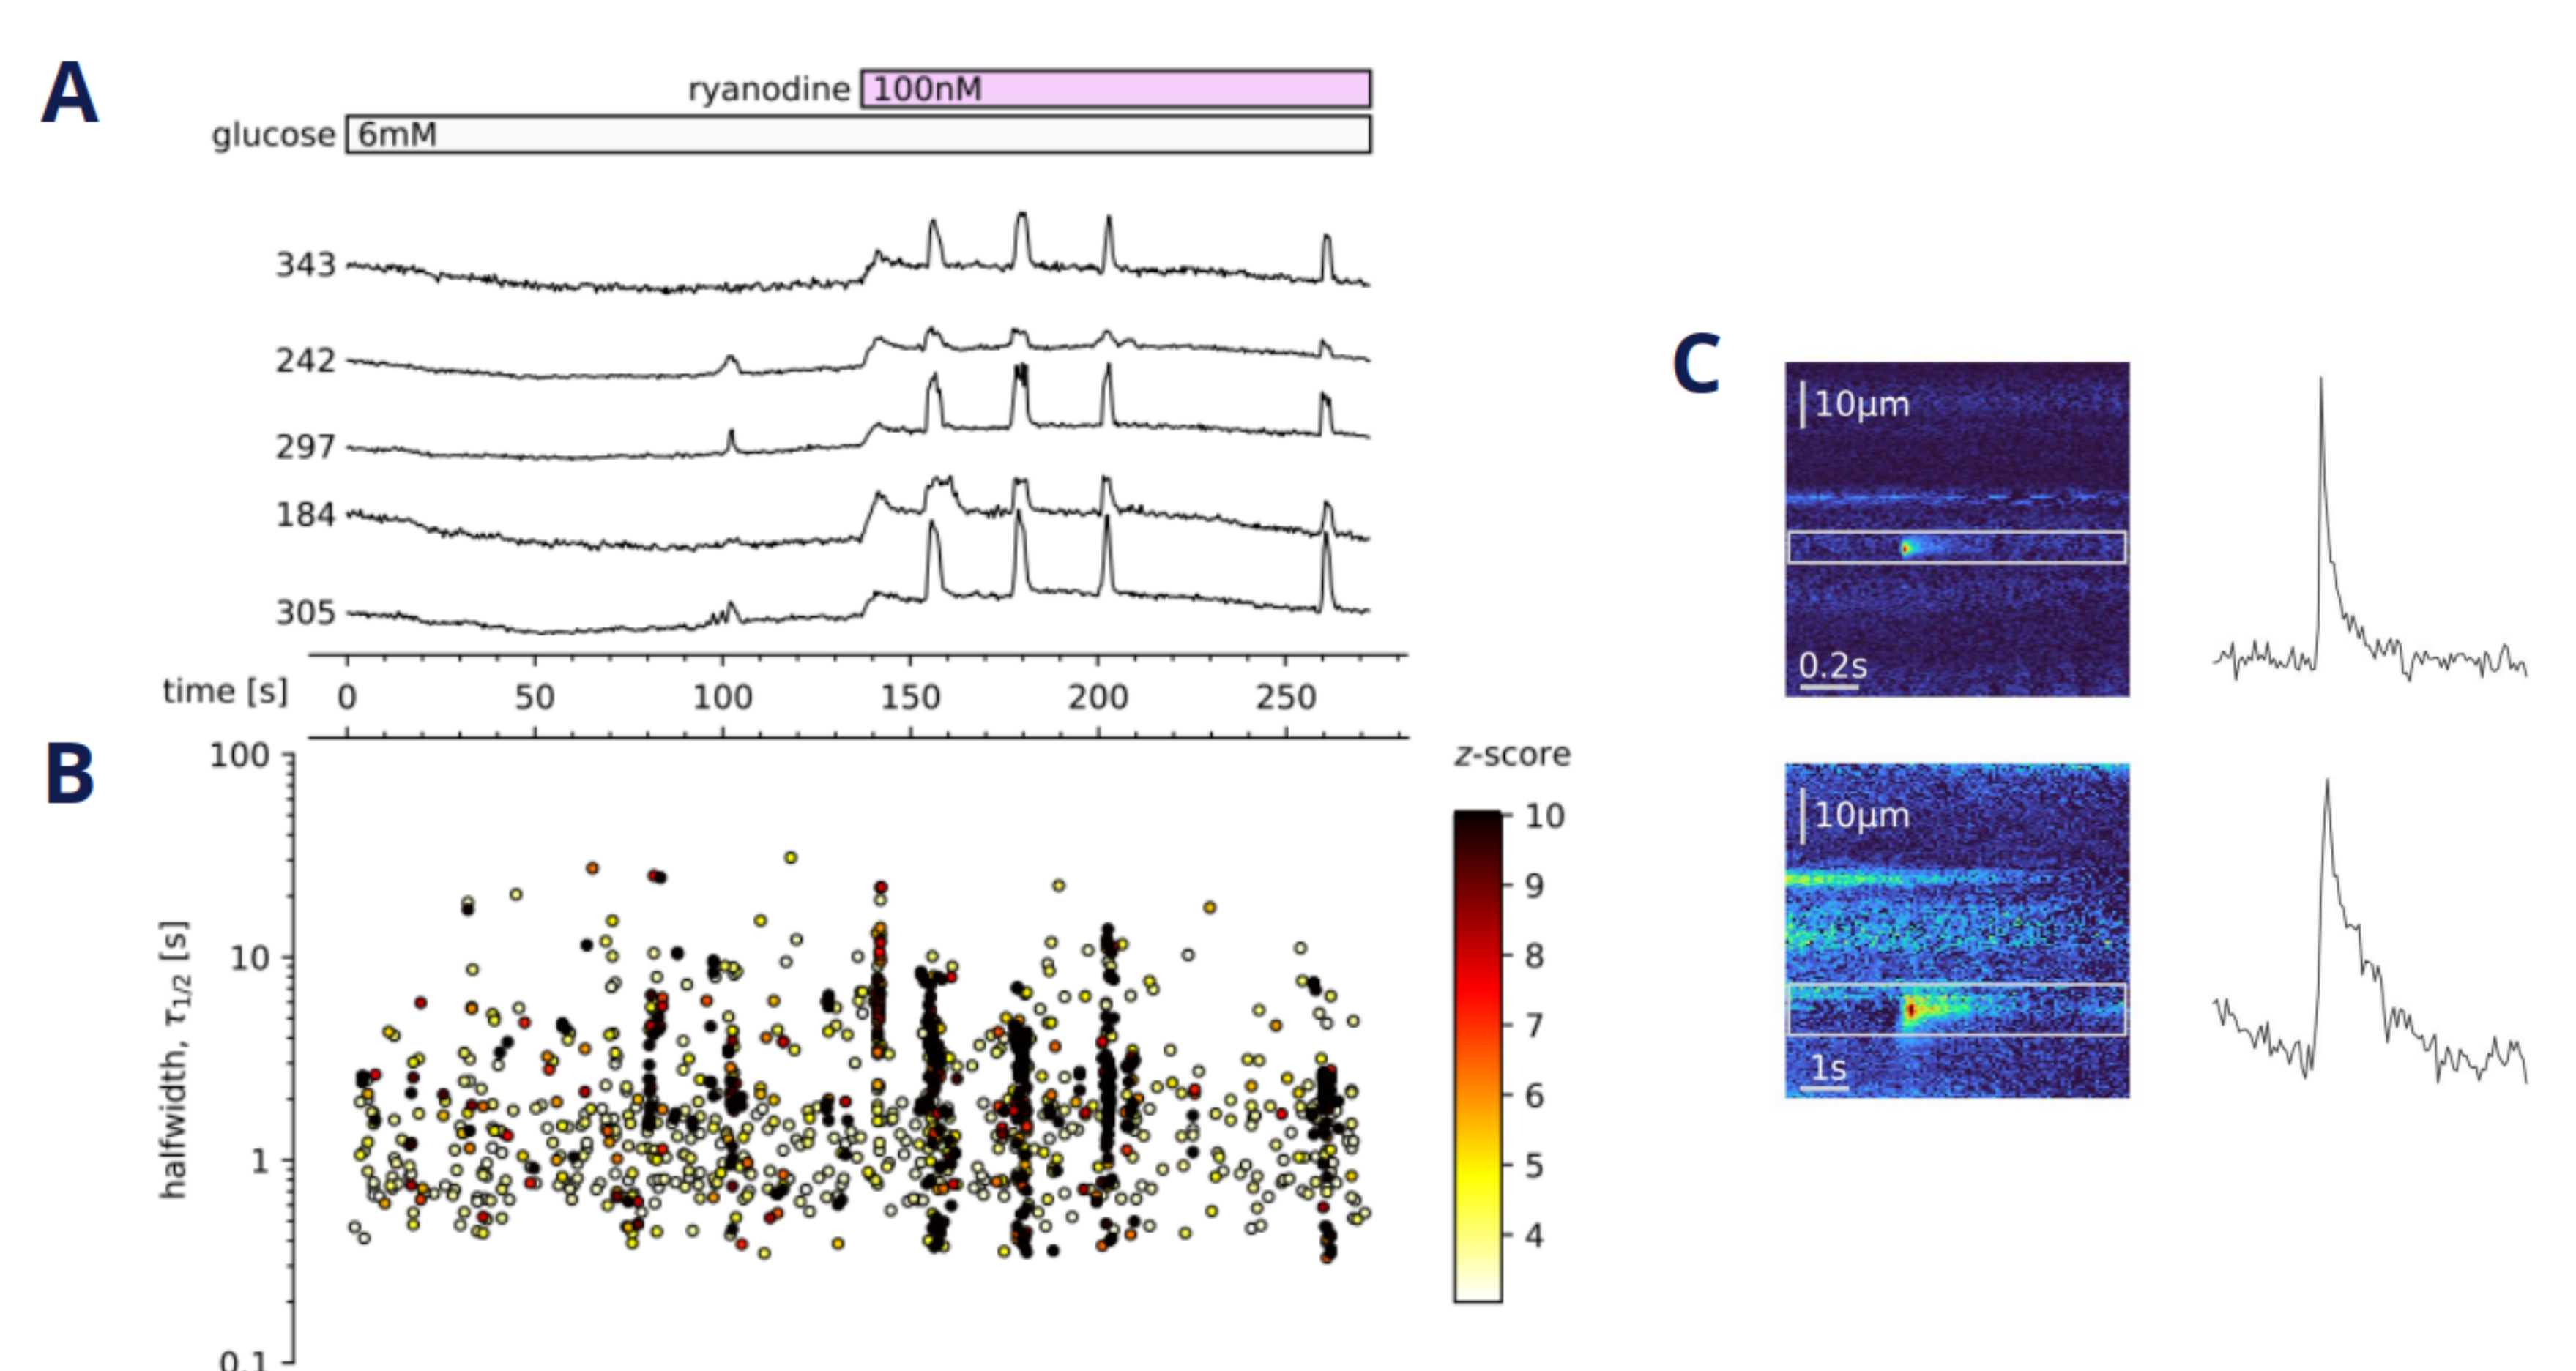 A
ryanodine 100nM
glucose 6mM
343
242
297
184
305
time [s] 0 50 100 150 200 250
B
100
10
1
0.1
halfwidth, τ1/2 [s]
z-score
10
9
8
7
6
5
4
C
10µm
0.2s
10µm
1s